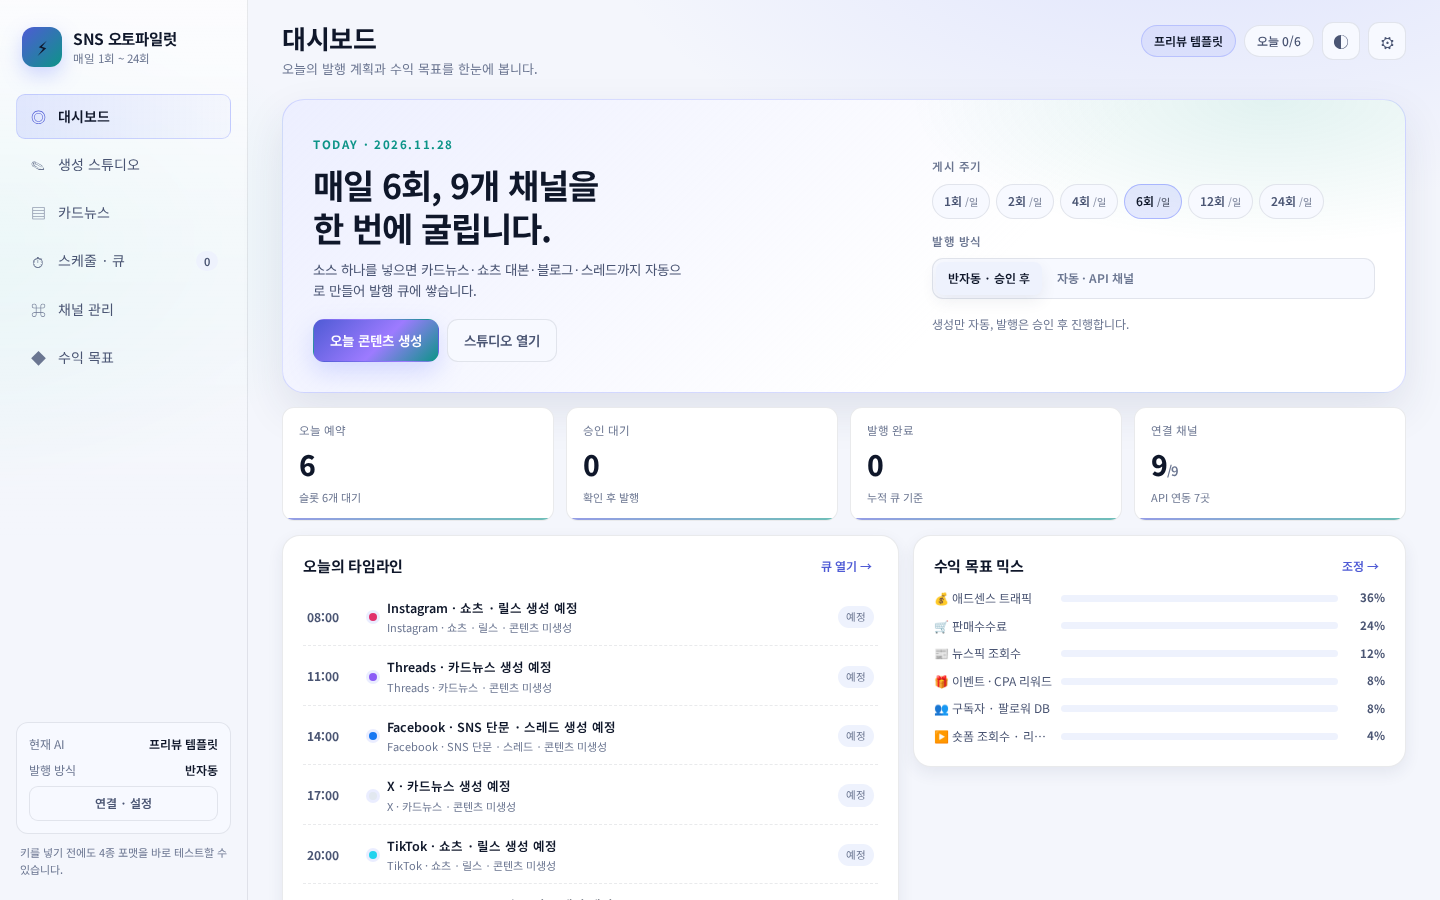 SNS 오토파일럿
매일 1회 ~ 24회
대시보드
생성 스튜디오
카드뉴스
스케줄 · 큐
0
채널 관리
수익 목표
현재 AI
프리뷰 템플릿
발행 방식
반자동
연결 · 설정
키를 넣기 전에도 4종 포맷을 바로 테스트할 수
있습니다.
대시보드
오늘의 발행 계획과 수익 목표를 한눈에 봅니다.
프리뷰 템플릿
오늘 0/6
TODAY · 2026.11.28
매일 6회, 9개 채널을
한 번에 굴립니다.
소스 하나를 넣으면 카드뉴스·쇼츠 대본·블로그·스레드까지 자동으
로 만들어 발행 큐에 쌓습니다.
오늘 콘텐츠 생성
스튜디오 열기
게시 주기
1회 /일
2회 /일
4회 /일
6회 /일
12회 /일
24회 /일
발행 방식
반자동 · 승인 후
자동 · API 채널
생성만 자동, 발행은 승인 후 진행합니다.
오늘 예약
6
슬롯 6개 대기
승인 대기
0
확인 후 발행
발행 완료
0
누적 큐 기준
연결 채널
9/9
API 연동 7곳
오늘의 타임라인
큐 열기 →
08:00
Instagram · 쇼츠 · 릴스 생성 예정
Instagram · 쇼츠 · 릴스 · 콘텐츠 미생성
예정
11:00
Threads · 카드뉴스 생성 예정
Threads · 카드뉴스 · 콘텐츠 미생성
예정
14:00
Facebook · SNS 단문 · 스레드 생성 예정
Facebook · SNS 단문 · 스레드 · 콘텐츠 미생성
예정
17:00
X · 카드뉴스 생성 예정
X · 카드뉴스 · 콘텐츠 미생성
예정
20:00
TikTok · 쇼츠 · 릴스 생성 예정
TikTok · 쇼츠 · 릴스 · 콘텐츠 미생성
예정
수익 목표 믹스
조정 →
애드센스 트래픽
36%
판매수수료
24%
뉴스픽 조회수
12%
이벤트 · CPA 리워드
8%
구독자 · 팔로워 DB
8%
숏폼 조회수 · 리…
4%